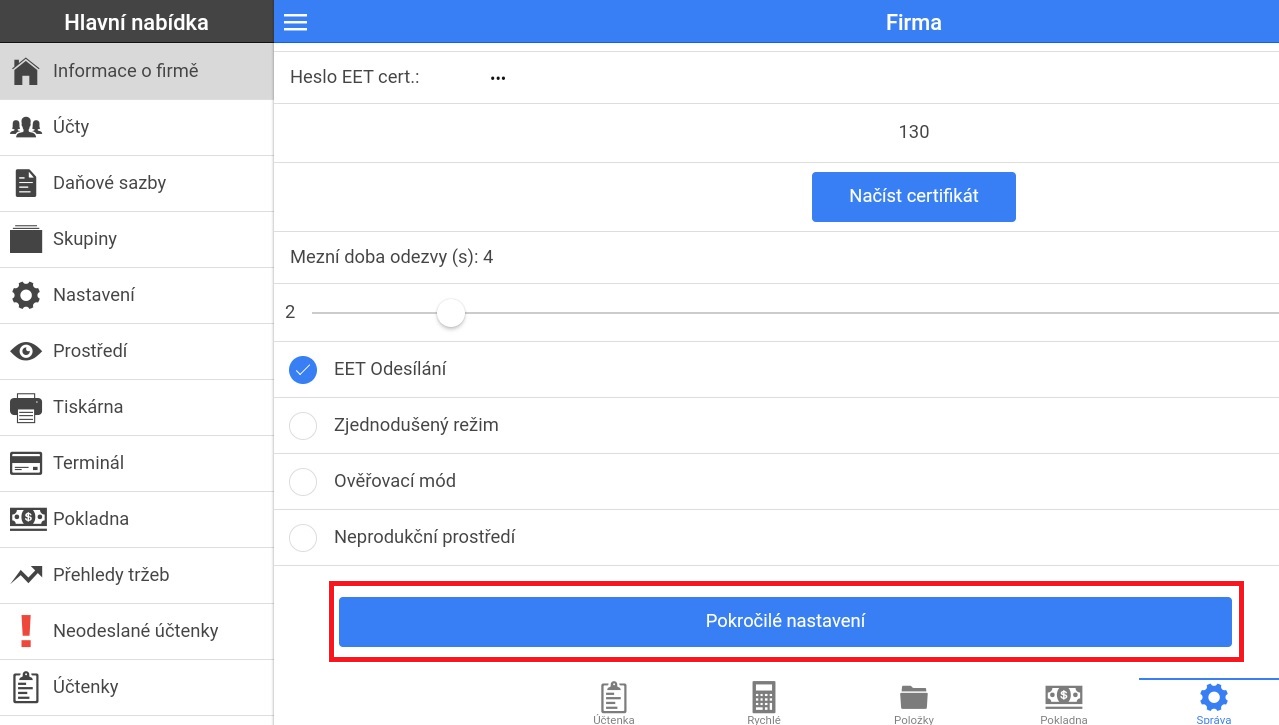 Hlavní nabídka
Informace o firmě
Účty
Daňové sazby
Skupiny
Nastavení
Prostředí
Tiskárna
Terminál
Pokladna
Přehledy tržeb
Neodeslané účtenky
Účtenky
Firma
Heslo EET cert.: •••
130
Načíst certifikát
Mezní doba odezvy (s): 4
2
EET Odesílání
Zjednodušený režim
Ověřovací mód
Neprodukční prostředí
Pokročilé nastavení
Účtenka
Rychlé
Položky
Pokladna
Správa